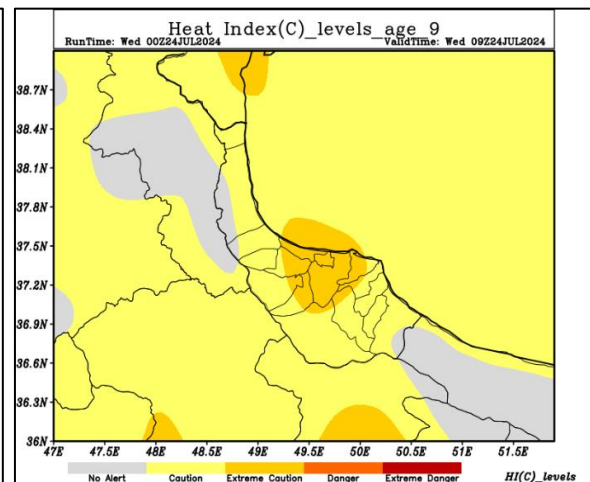 Heat Index(C)_levels_age_9
RunTime: Wed 00Z24JUL2024 ValidTime: Wed 09Z24JUL2024
38.7N
38.4N
38.1N
37.8N
37.5N
37.2N
36.9N
36.6N
36.3N
36N
47E 47.5E 48E 48.5E 49E 49.5E 50E 50.5E 51E 51.5E
No Alert Caution Extreme Caution Danger Extreme Danger HI(C)_levels